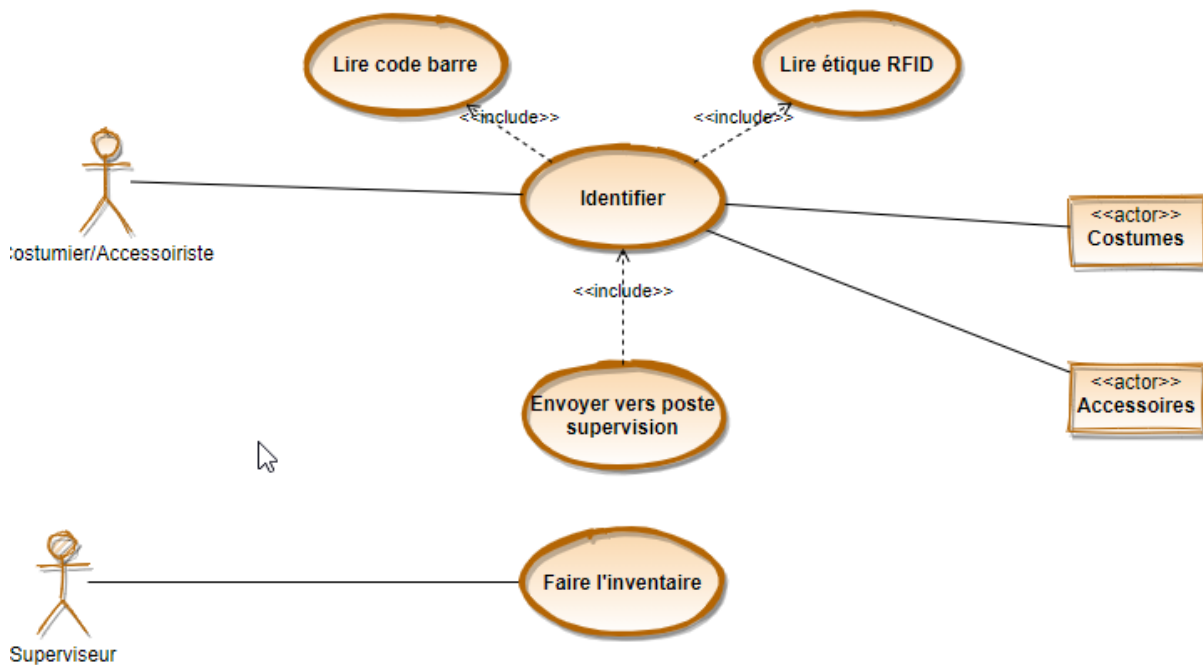 Lire code barre
Lire étique RFID
<<include>>
<<include>>
Identifier
<<actor>>
Costumes
ostumier/Accessoiriste
<<include>>
<<actor>>
Accessoires
Envoyer vers poste
supervision
Faire l'inventaire
Superviseur